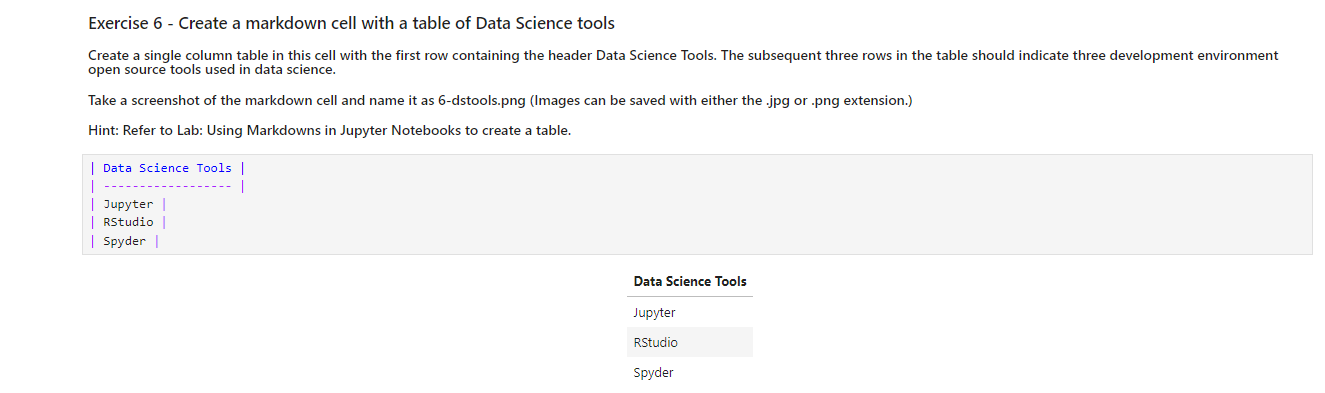 Exercise 6 - Create a markdown cell with a table of Data Science tools
Create a single column table in this cell with the first row containing the header Data Science Tools. The subsequent three rows in the table should indicate three development environment
open source tools used in data science.
Take a screenshot of the markdown cell and name it as 6-dstools.png (Images can be saved with either the .jpg or .png extension.)
Hint: Refer to Lab: Using Markdowns in Jupyter Notebooks to create a table.
| Data Science Tools |
| ------------------ |
| Jupyter |
| RStudio |
| Spyder |
Data Science Tools
Jupyter
RStudio
Spyder